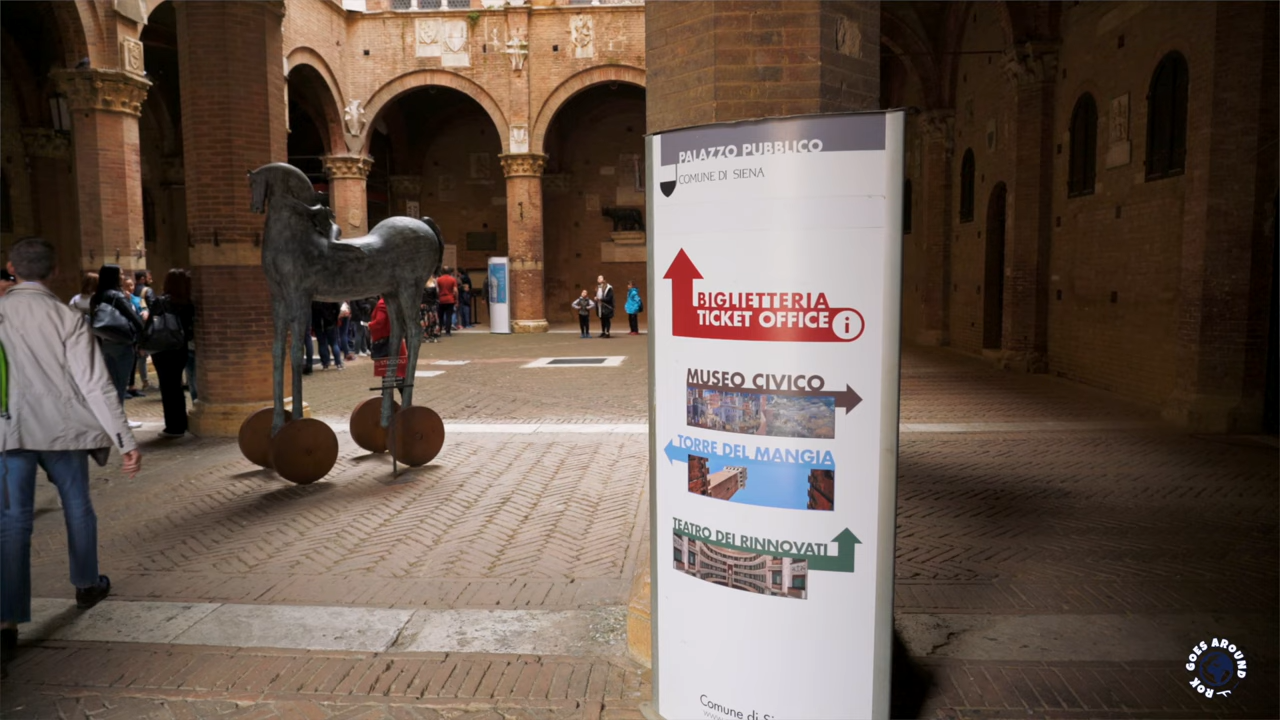 PALAZZO PUBBLICO
COMUNE DI SIENA
BIGLIETTERIA
TICKET OFFICE i
MUSEO CIVICO
TORRE DEL MANGIA
TEATRO DEI RINNOVATI
Comune di
ROK GOES AROUND